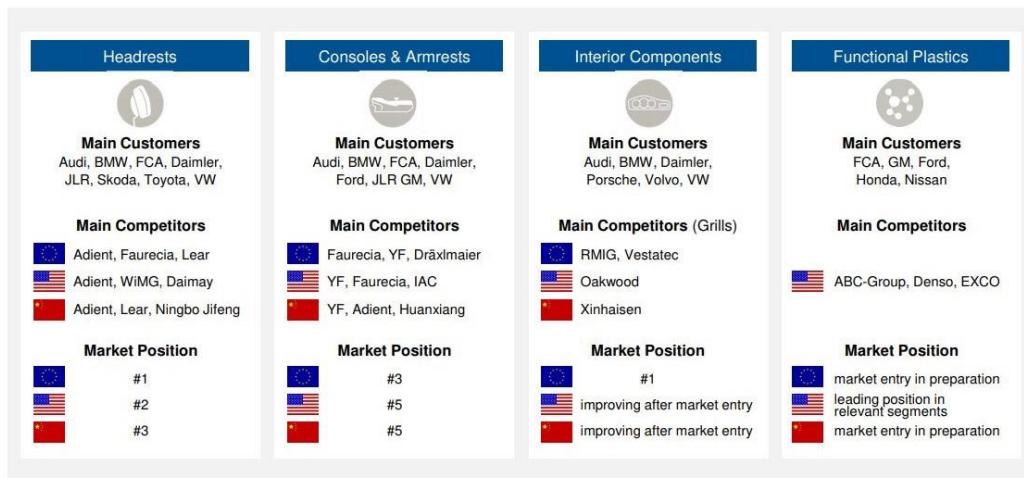 Headrests
Main Customers
Audi, BMW, FCA, Daimler,
JLR, Skoda, Toyota, VW
Main Competitors
Adient, Faurecia, Lear
Adient, WiMG, Daimay
Adient, Lear, Ningbo Jifeng
Market Position
#1
#2
#3
Consoles & Armrests
Main Customers
Audi, BMW, FCA, Daimler,
Ford, JLR GM, VW
Main Competitors
Faurecia, YF, Dräxlmaier
YF, Faurecia, IAC
YF, Adient, Huanxiang
Market Position
#3
#5
#5
Interior Components
Main Customers
Audi, BMW, Daimler,
Porsche, Volvo, VW
Main Competitors (Grills)
RMIG, Vestatec
Oakwood
Xinhaisen
Market Position
#1
improving after market entry
improving after market entry
Functional Plastics
Main Customers
FCA, GM, Ford,
Honda, Nissan
Main Competitors
ABC-Group, Denso, EXCO
Market Position
market entry in preparation
leading position in
relevant segments
market entry in preparation